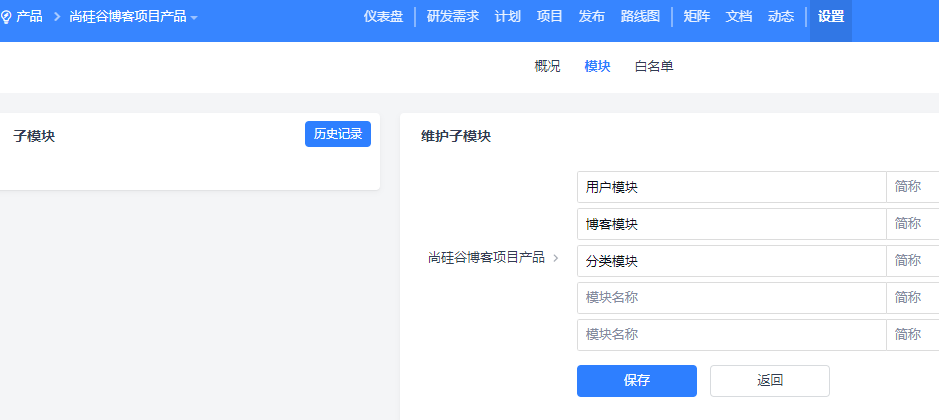 产品 尚硅谷博客项目产品 仪表盘 研发需求 计划 项目 发布 路线图 矩阵 文档 动态 设置
概况 模块 白名单
子模块 历史记录
维护子模块
尚硅谷博客项目产品
用户模块 简称
博客模块 简称
分类模块 简称
模块名称 简称
模块名称 简称
保存 返回